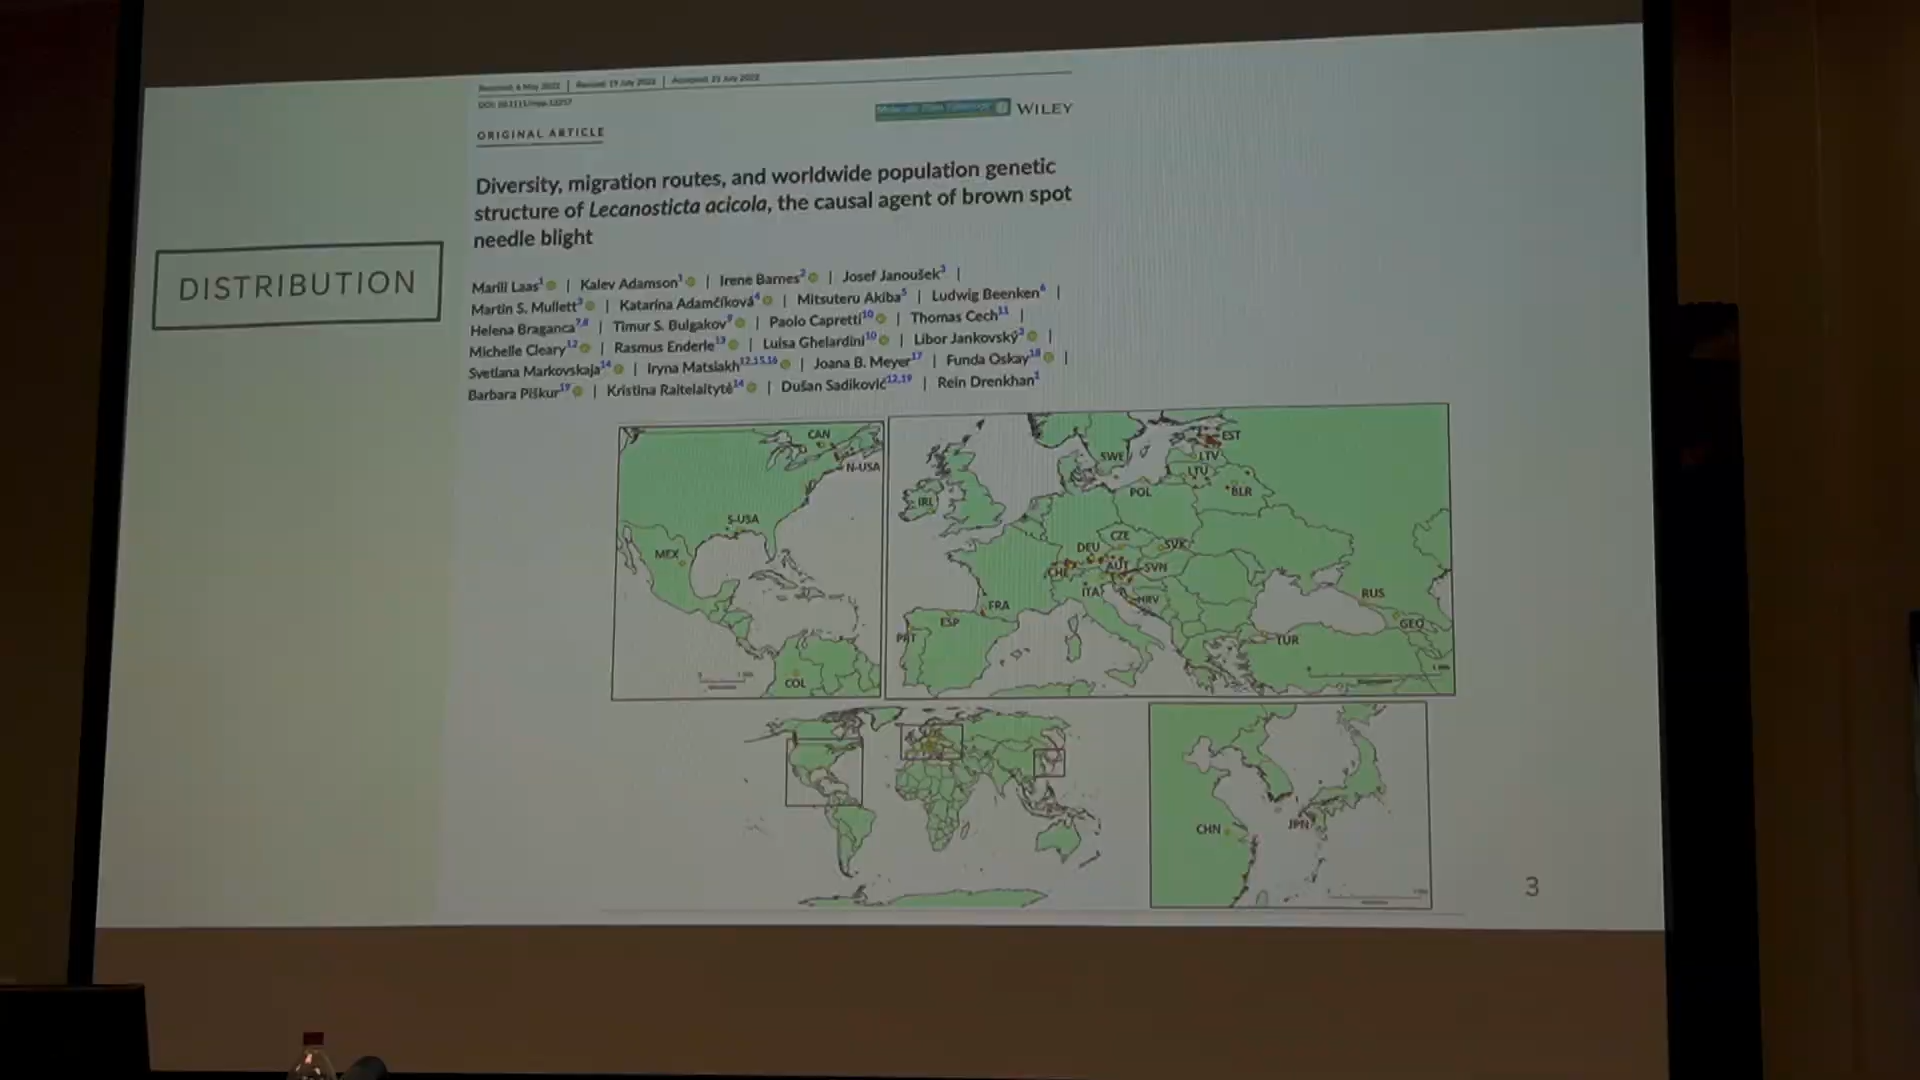 Received: 6 May 2022 | Revised: 19 July 2022 | Accepted: 21 July 2022
DOI: 10.1111/mpp.13257
WILEY
ORIGINAL ARTICLE
Diversity, migration routes, and worldwide population genetic
structure of Lecanosticta acicola, the causal agent of brown spot
needle blight
DISTRIBUTION
Marili Laas1 | Kalev Adamson1 | Irene Barnes2 | Josef Janoušek3 |
Martin S. Mullett3 | Katarína Adamčíková4 | Mitsuteru Akiba5 | Ludwig Beenken6 |
Helena Braganca7,8 | Timur S. Bulgakov9 | Paolo Capretti10 | Thomas Cech11 |
Michelle Cleary12 | Rasmus Enderle13 | Luisa Ghelardini10 | Libor Jankovský3 |
Svetlana Markovskaja14 | Iryna Matsiakh12,15,16 | Joana B. Meyer17 | Funda Oskay18 |
Barbara Piškur19 | Kristina Raitelaitytė14 | Dušan Sadiković12,19 | Rein Drenkhan1
CAN
N-USA
S-USA
MEX
COL
EST
SWE
LTV
LTU
BLR
IRL
POL
CZE
DEU
SVK
CHE
AUT
SVN
ITA
HRV
FRA
ESP
PRT
RUS
GEO
TUR
CHN
JPN
3